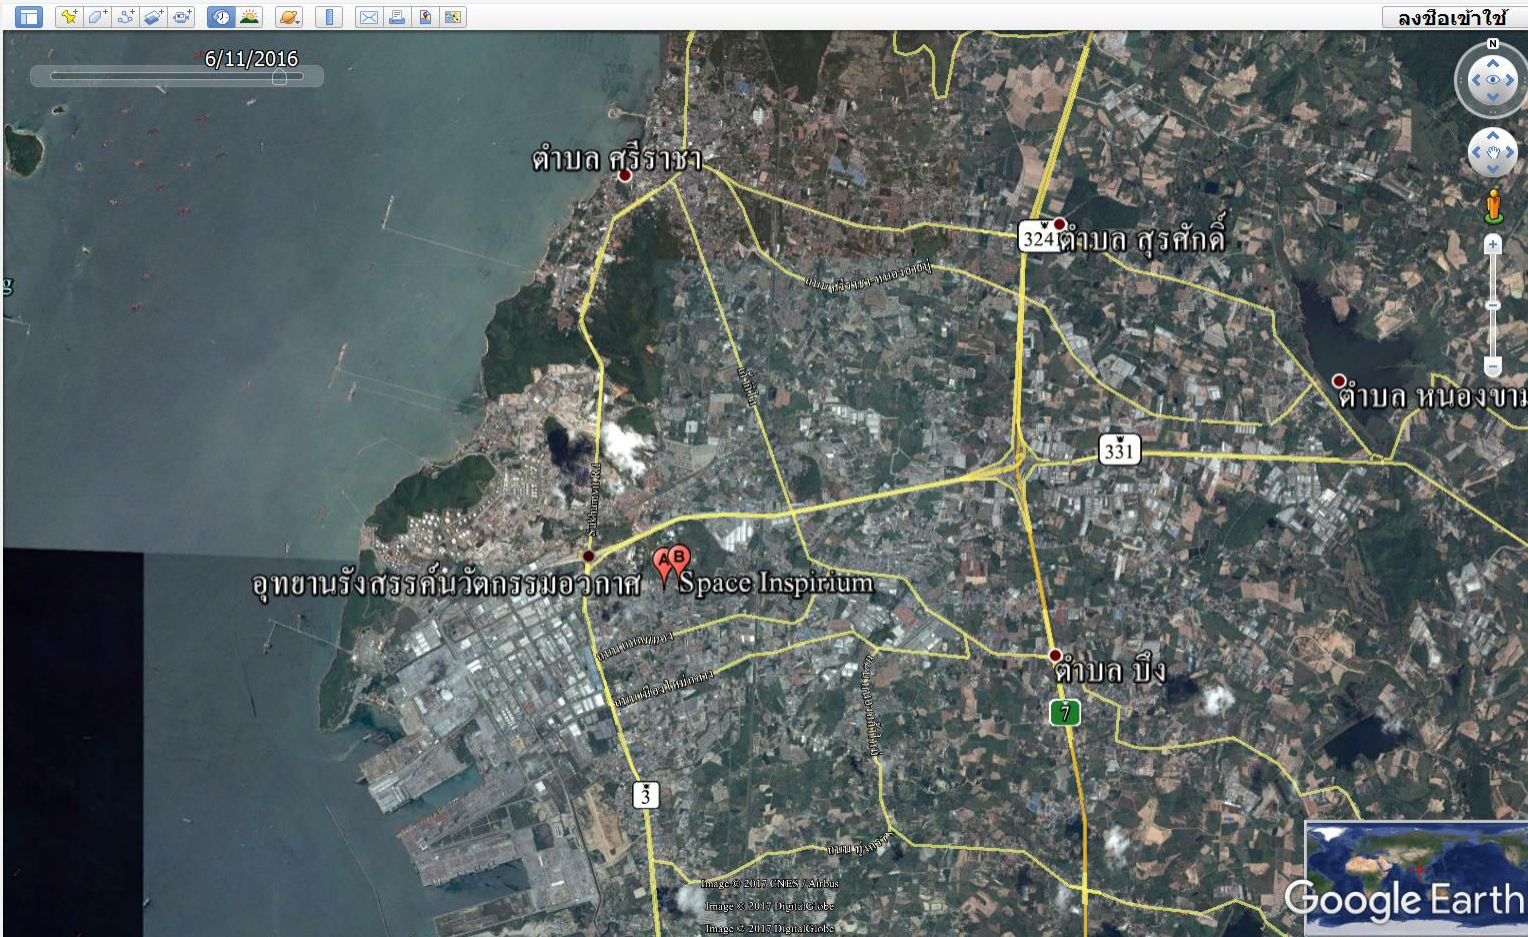 ลงชื่อเข้าใช้
6/11/2016
N
ตำบล ศรีราชา
3241
ตำบล สุรศักดิ์
g
ตำบล หนองขาม
331
A
B
อุทยานรังสรรค์นวัตกรรมอวกาศ
Space Inspirium
ตำบล บึง
7
3
Image © 2017 CNES / Airbus
Image © 2017 DigitalGlobe
Image © 2017 DigitalGlobe
Google Earth